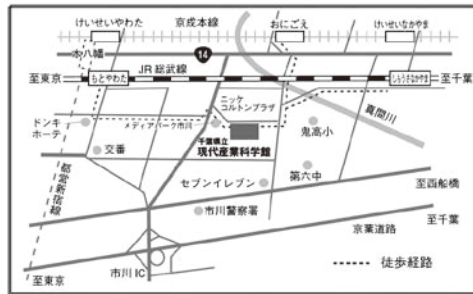 けいせいやわた
京成本線
おにごえ
けいせいなかやま
本八幡
14
至東京
もとやわた
JR 総武線
しもうさなかやま
至千葉
ニッケ
コルトンプラザ
真間川
ドンキ
ホーテ
メディアパーク市川
千葉県立
現代産業科学館
鬼高小
交番
都営新宿線
セブンイレブン
第六中
至西船橋
市川警察署
至千葉
京葉道路
至東京
市川 IC
徒歩経路